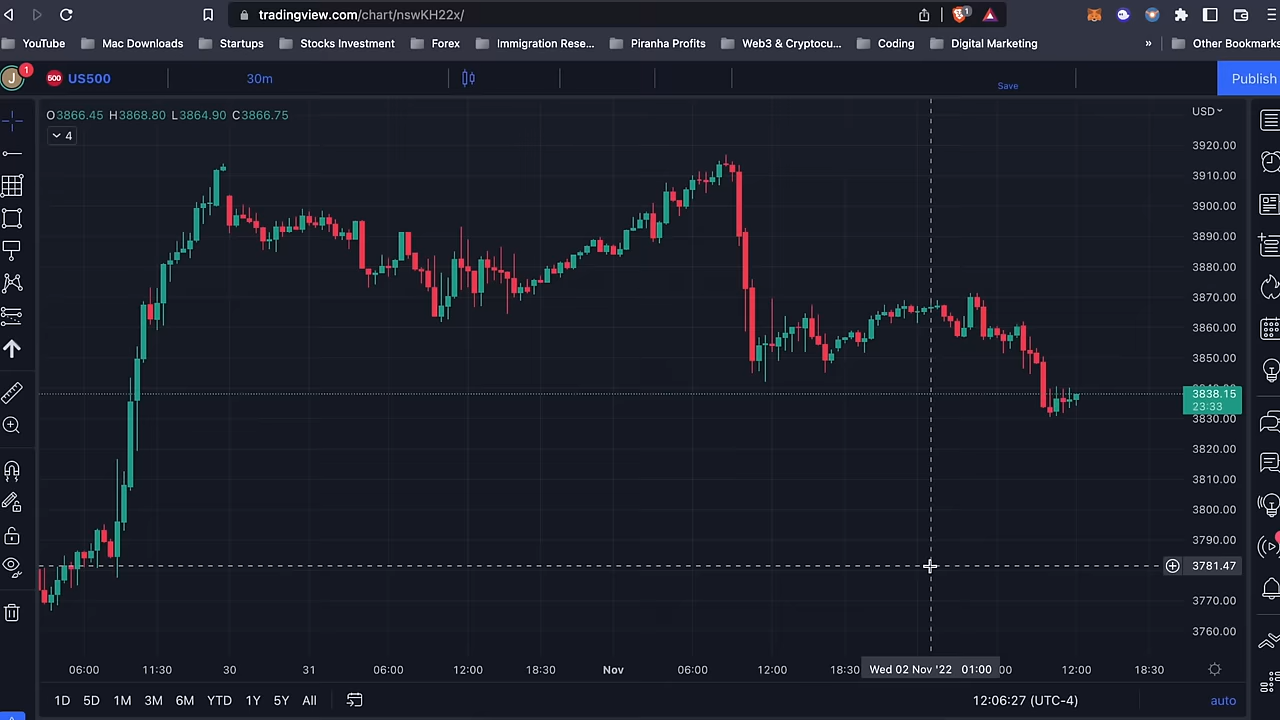 tradingview.com/chart/nswKH22x/
1
YouTube Mac Downloads Startups Stocks Investment Forex Immigration Rese... Piranha Profits Web3 & Cryptocu... Coding Digital Marketing » Other Bookmarks
J 1 500 US500 30m Save Publish
O3866.45 H3868.80 L3864.90 C3866.75
USD
4
3920.00
3910.00
3900.00
3890.00
3880.00
3870.00
3860.00
3850.00
3838.15
23:33
3830.00
3820.00
3810.00
3800.00
3790.00
3781.47
3770.00
3760.00
06:00 11:30 30 31 06:00 12:00 18:30 Nov 06:00 12:00 18:30 Wed 02 Nov '22 01:00 12:00 18:30
1D 5D 1M 3M 6M YTD 1Y 5Y All 12:06:27 (UTC-4) auto